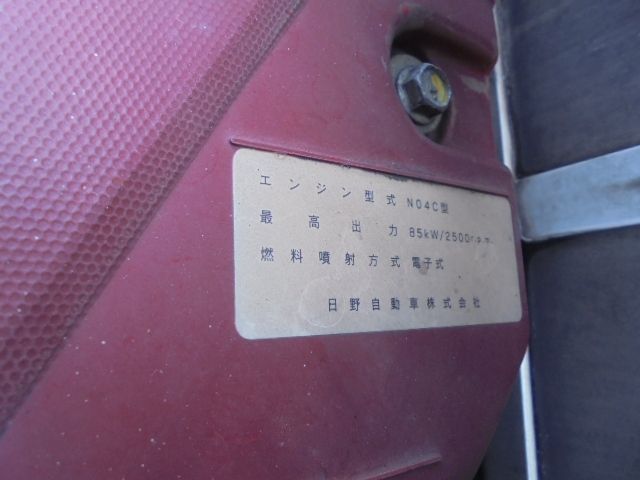 エンジン型式 N04C型
最高出力 85kW/2500r.p.m.
燃料噴射方式 電子式
日野自動車株式会社